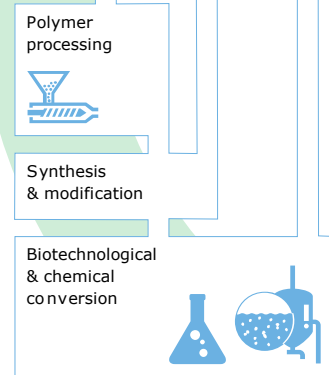 Polymer
processing
Synthesis
& modification
Biotechnological
& chemical
conversion